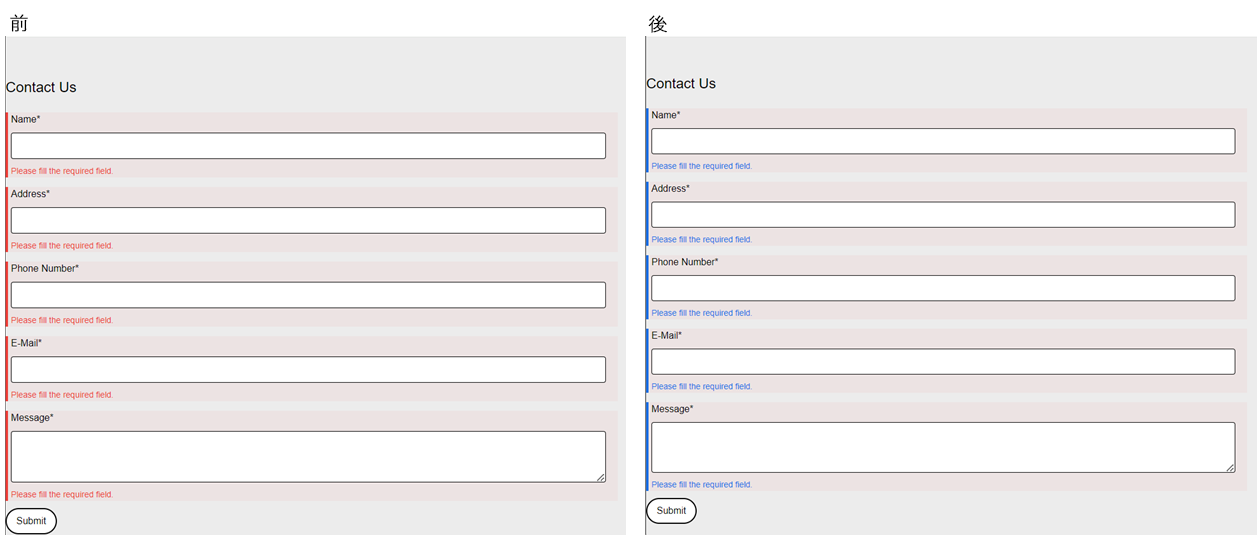 前
Contact Us
Name*
Please fill the required field.
Address*
Please fill the required field.
Phone Number*
Please fill the required field.
E-Mail*
Please fill the required field.
Message*
Please fill the required field.
Submit
後
Contact Us
Name*
Please fill the required field.
Address*
Please fill the required field.
Phone Number*
Please fill the required field.
E-Mail*
Please fill the required field.
Message*
Please fill the required field.
Submit